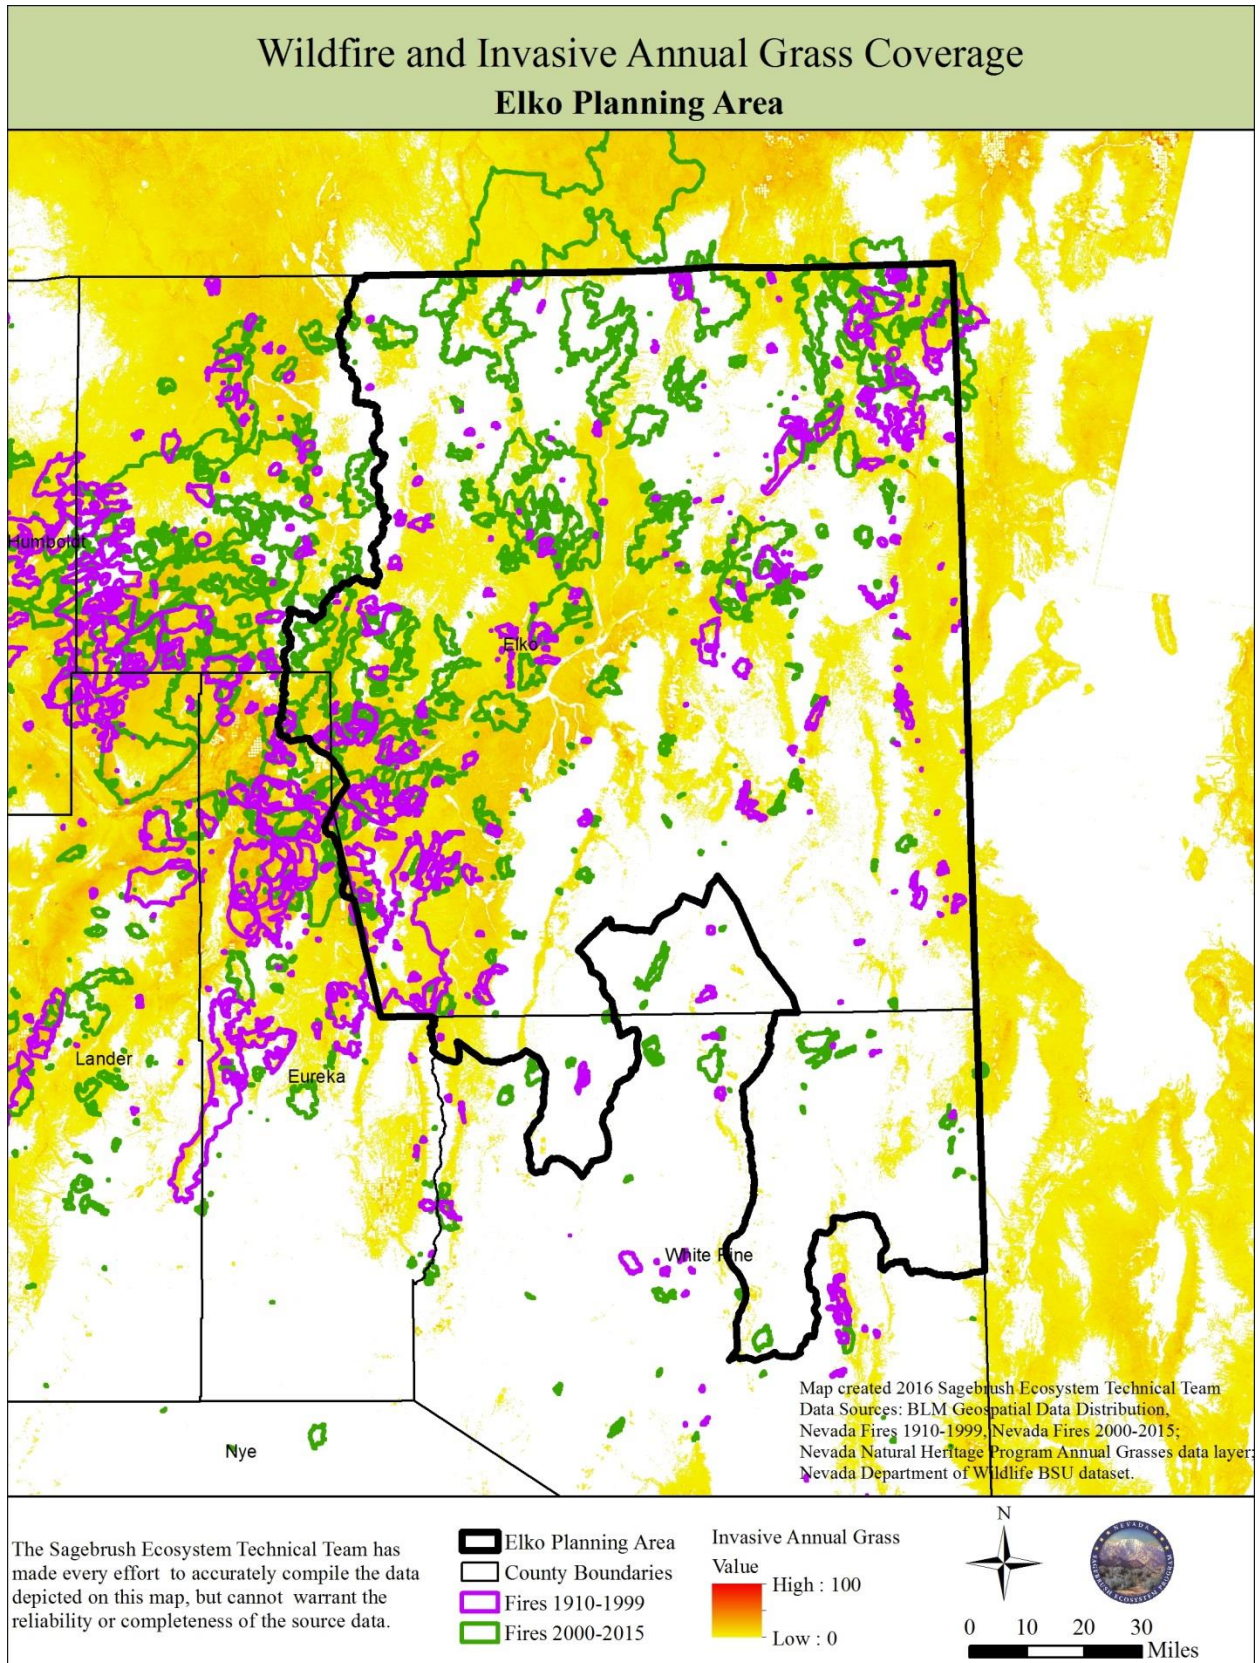 Wildfire and Invasive Annual Grass Coverage
Elko Planning Area
Humboldt
Elko
Lander
Eureka
White Pine
Nye
Map created 2016 Sagebrush Ecosystem Technical Team
Data Sources: BLM Geospatial Data Distribution,
Nevada Fires 1910-1999, Nevada Fires 2000-2015;
Nevada Natural Heritage Program Annual Grasses data layer;
Nevada Department of Wildlife BSU dataset.
The Sagebrush Ecosystem Technical Team has
made every effort to accurately compile the data
depicted on this map, but cannot warrant the
reliability or completeness of the source data.
Elko Planning Area
County Boundaries
Fires 1910-1999
Fires 2000-2015
Invasive Annual Grass
Value
High : 100
Low : 0
N
NEVADA
SAGEBRUSH ECOSYSTEM PROGRAM
0 10 20 30
Miles